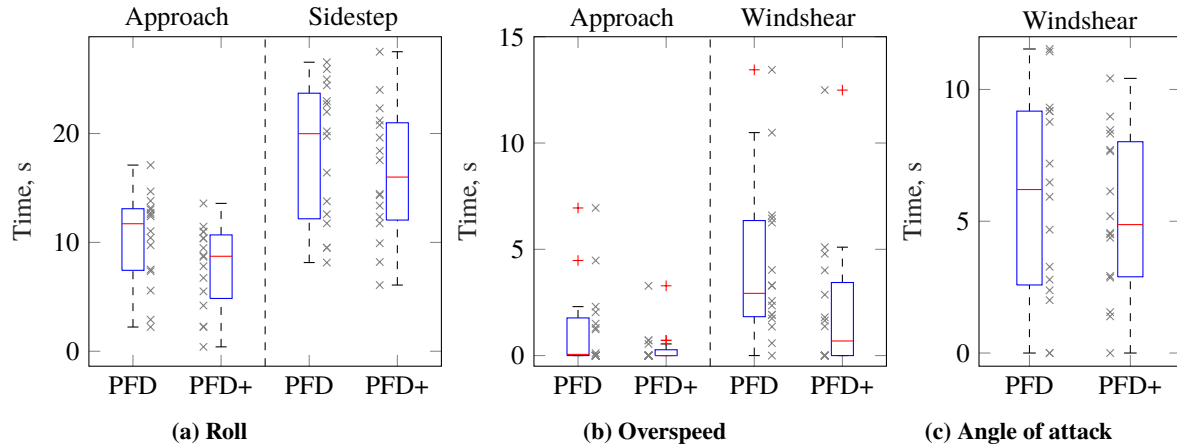 Approach Sidestep
Time, s
20
10
0
PFD PFD+ PFD PFD+
(a) Roll
Approach Windshear
Time, s
15
10
5
0
PFD PFD+ PFD PFD+
(b) Overspeed
Windshear
Time, s
10
5
0
PFD PFD+
(c) Angle of attack